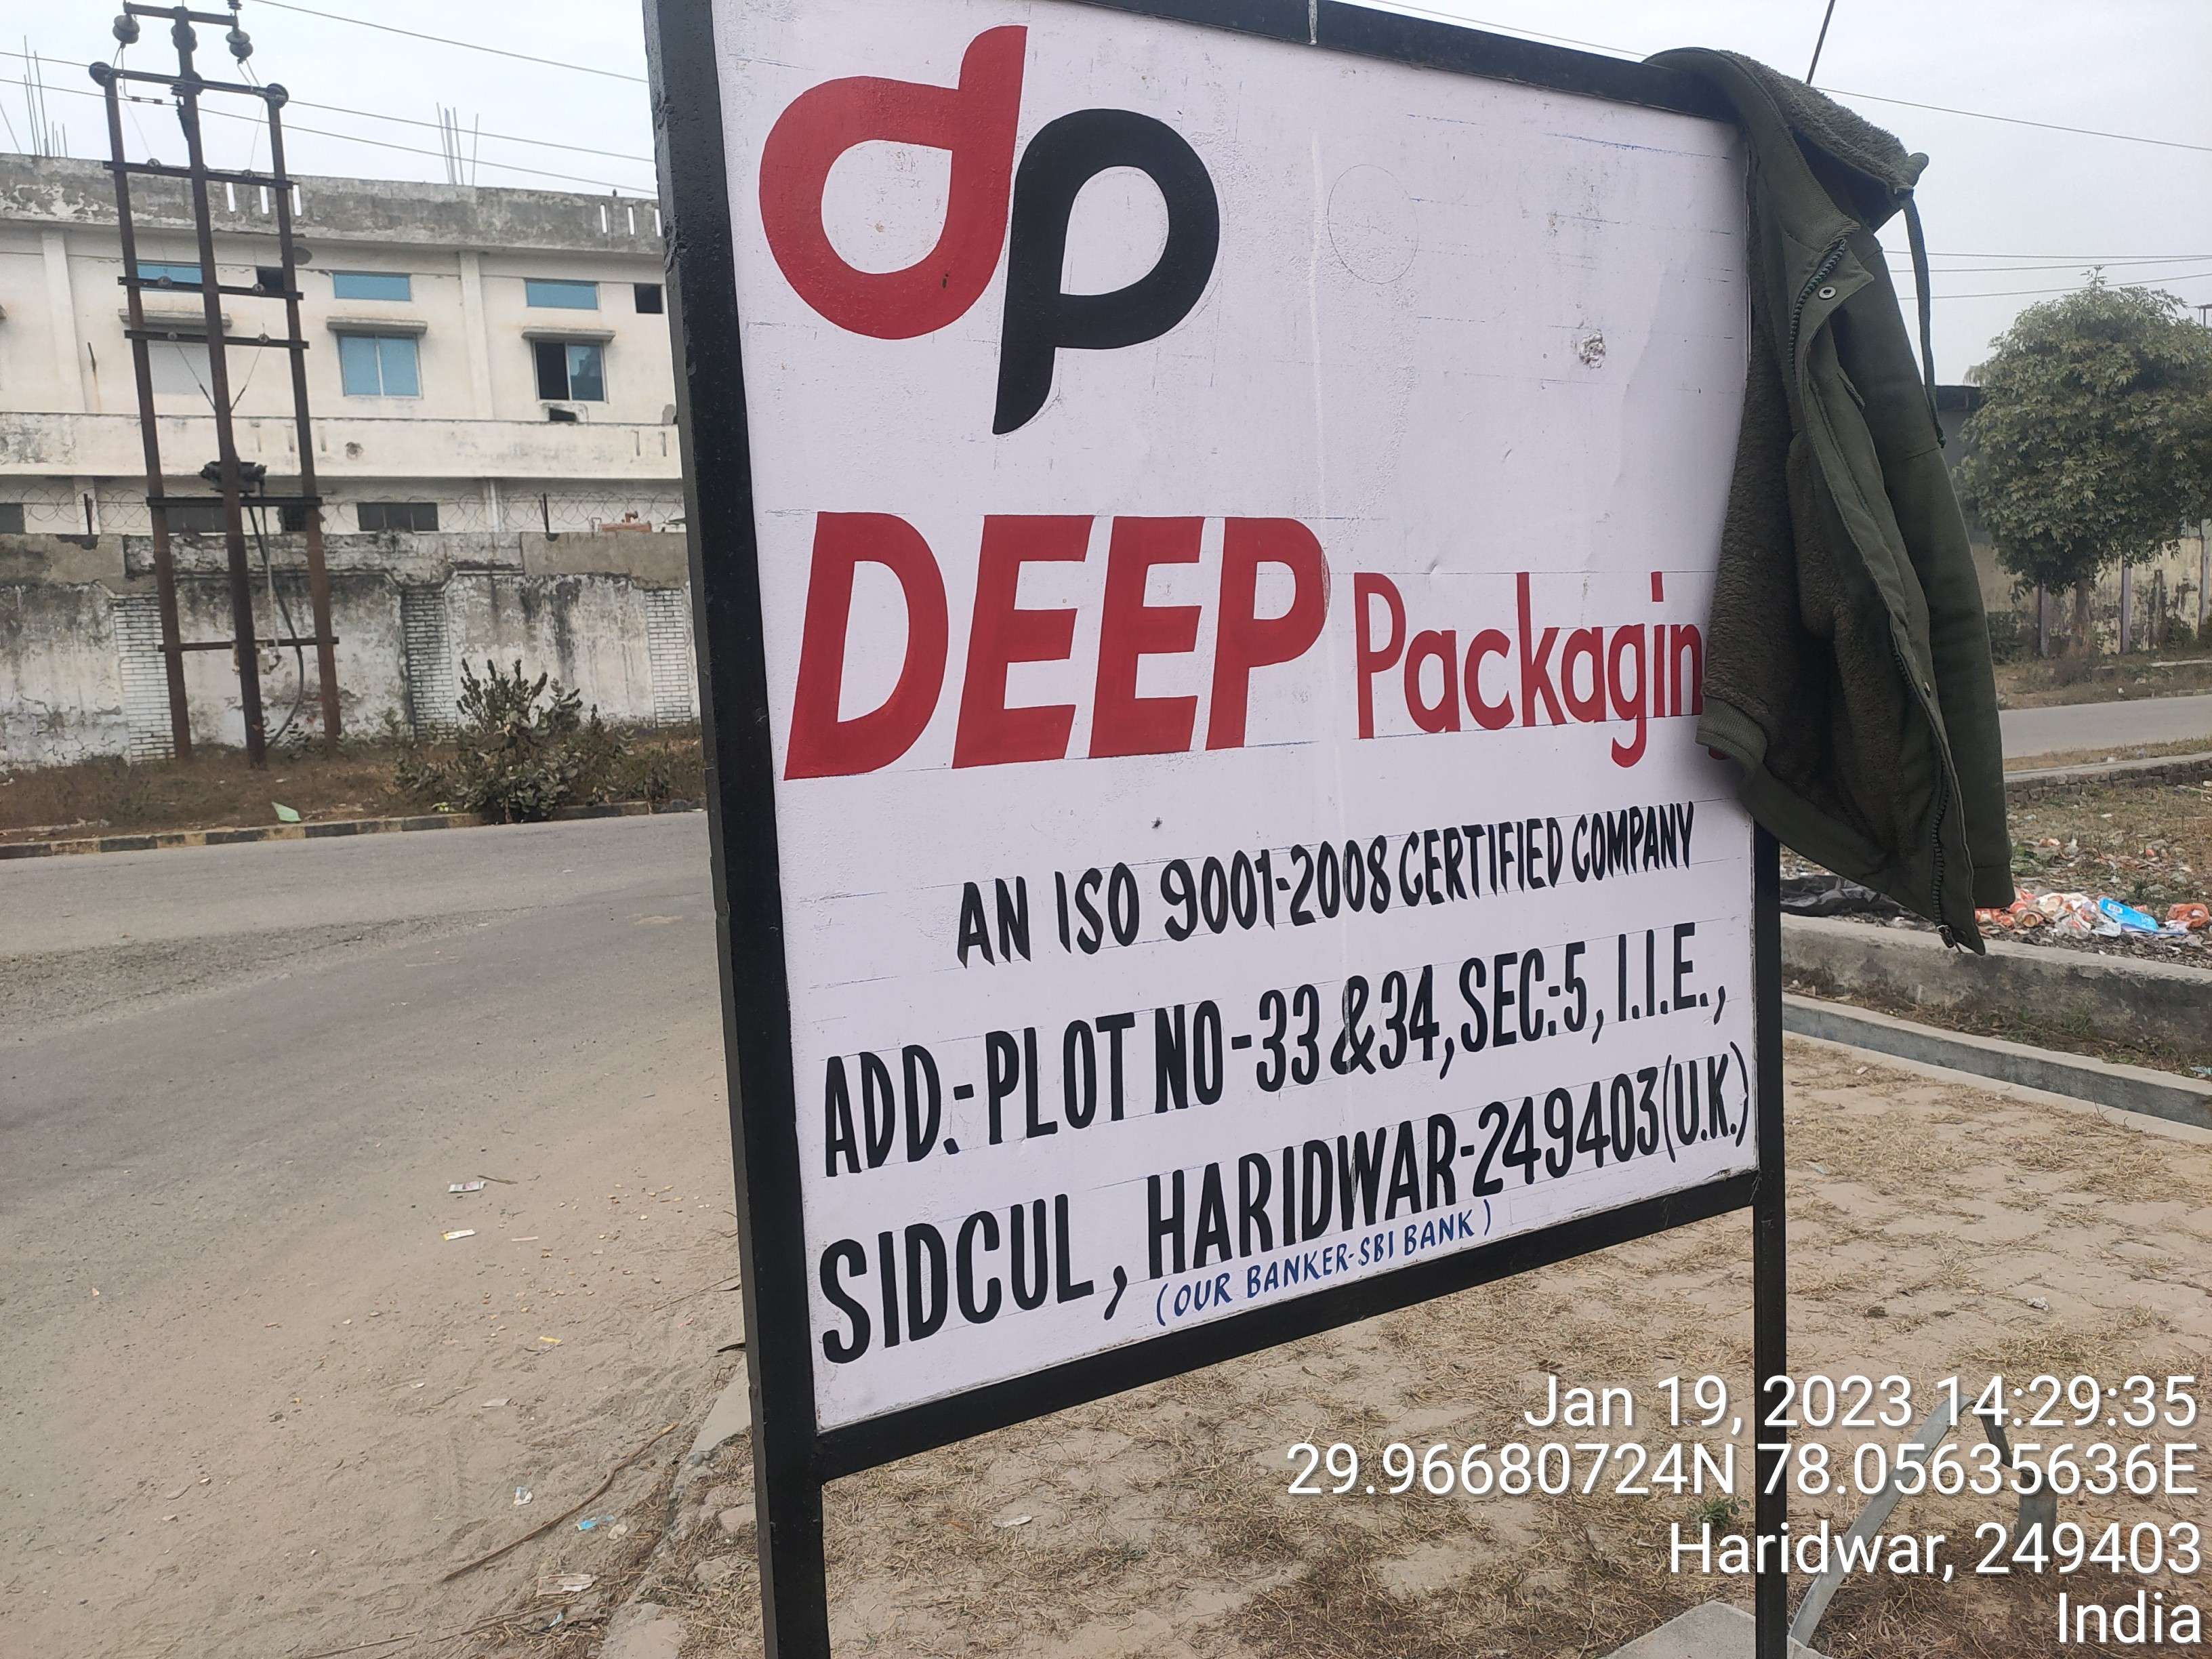 dp
DEEP Packagin
AN ISO 9001-2008 CERTIFIED COMPANY
ADD.- PLOT NO-33 & 34, SEC:-5, I.I.E.,
SIDCUL, HARIDWAR-249403(U.K.)
(OUR BANKER-SBI BANK)
Jan 19, 2023 14:29:35
29.96680724N 78.05635636E
Haridwar, 249403
India